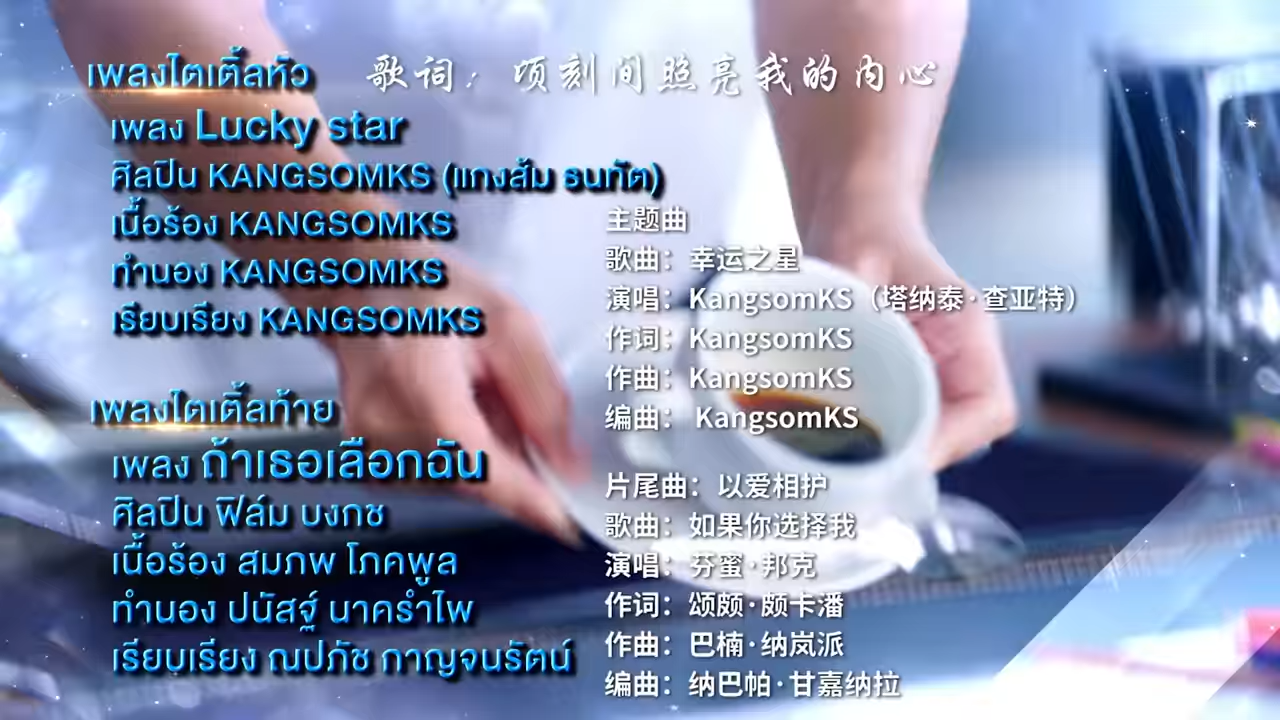 เพลงไตเติ้ลหัว
เพลง Lucky star
ศิลปิน KANGSOMKS (แกงส้ม ธนทัต)
เนื้อร้อง KANGSOMKS
ทำนอง KANGSOMKS
เรียบเรียง KANGSOMKS
เพลงไตเติ้ลท้าย
เพลง ถ้าเธอเลือกฉัน
ศิลปิน ฟิล์ม บงกช
เนื้อร้อง สมภพ โภคพูล
ทำนอง ปนัสฐ์ นาครำไพ
เรียบเรียง ณปภัช กาญจนรัตน์
歌词：顷刻间照亮我的内心
主题曲
歌曲：幸运之星
演唱：KangsomKS（塔纳泰·查亚特）
作词：KangsomKS
作曲：KangsomKS
编曲： KangsomKS
片尾曲：以爱相护
歌曲：如果你选择我
演唱：芬蜜·邦克
作词：颂颇·颇卡潘
作曲：巴楠·纳岚派
编曲：纳巴帕·甘嘉纳拉